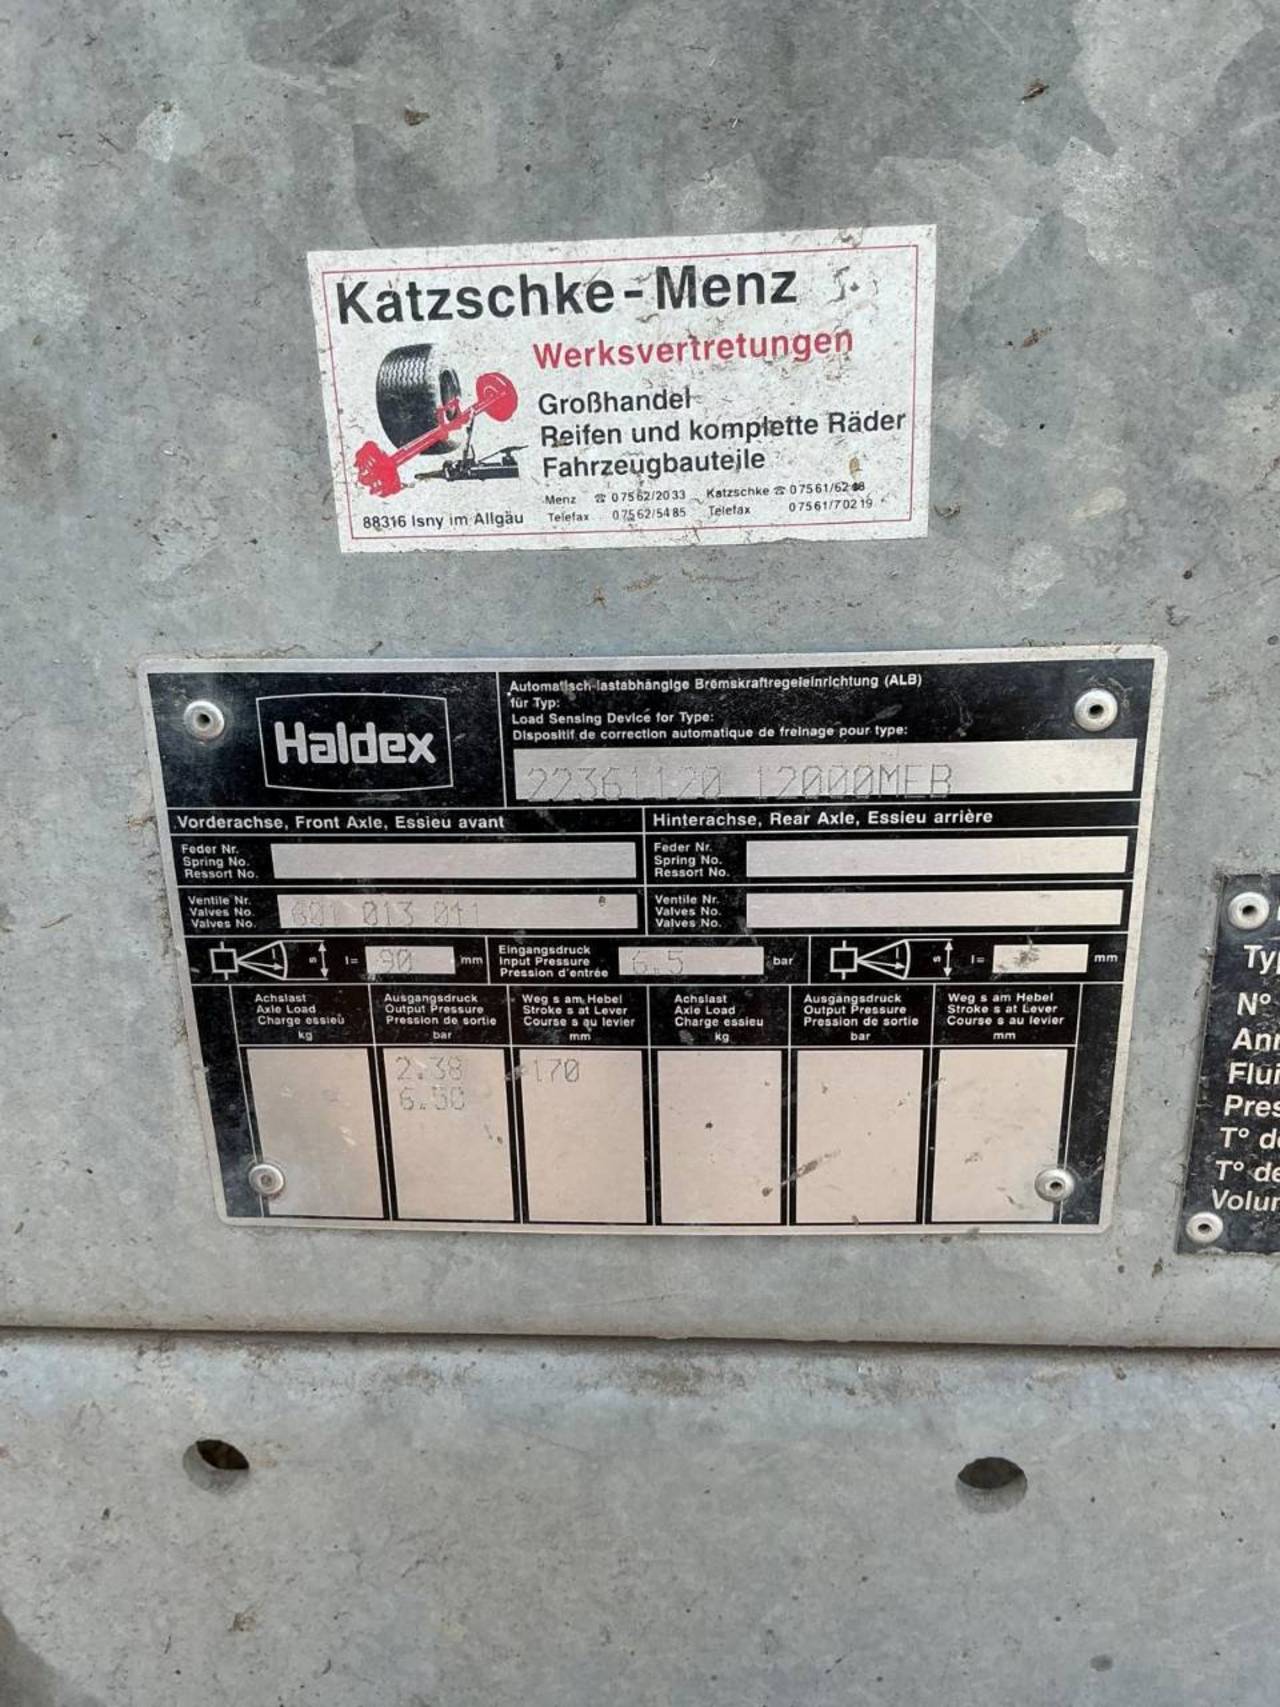 Katzschke-Menz
Werksvertretungen
Großhandel
Reifen und komplette Räder
Fahrzeugbauteile
Menz ☎ 07562/2033 Katzschke ☎
Telefax 07562/5485 Telefax 07561/70219
88316 Isny im Allgäu
Haldex
Automatisch-lastabhängige Bremskraftregeleinrichtung (ALB)
für Typ:
Load Sensing Device for Type:
Dispositif de correction automatique de freinage pour type:
22361120 12000MEB
Vorderachse, Front Axle, Essieu avant
Hinterachse, Rear Axle, Essieu arrière
Feder Nr.
Spring No.
Ressort No.
Feder Nr.
Spring No.
Ressort No.
Ventile Nr.
Valves No.
Valves No.
601 013 041
Ventile Nr.
Valves No.
Valves No.
s l= 90 mm
Eingangsdruck
Input Pressure
Pression d'entrée
6.5 bar
s l= mm
Achslast
Axle Load
Charge essieu
kg
Ausgangsdruck
Output Pressure
Pression de sortie
bar
Weg s am Hebel
Stroke s at Lever
Course s au levier
mm
Achslast
Axle Load
Charge essieu
kg
Ausgangsdruck
Output Pressure
Pression de sortie
bar
Weg s am Hebel
Stroke s at Lever
Course s au levier
mm
2.38 170
6.50
Ty
N°
Ann
Flui
Pres
T° de
T° de
Volur